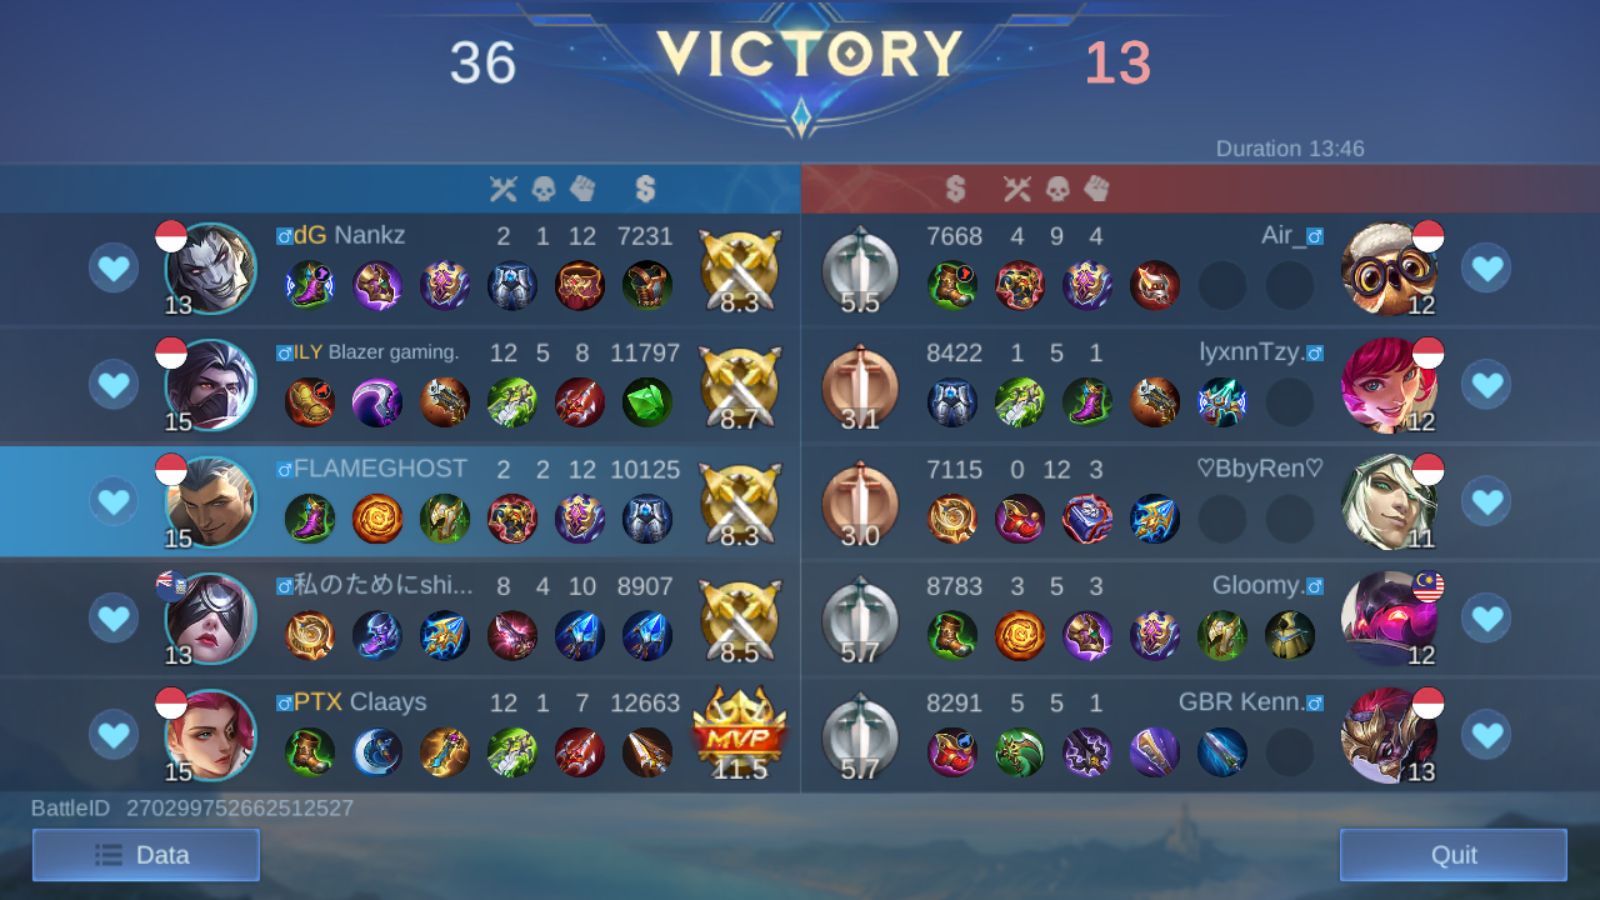 36 VICTORY 13
Duration 13:46
dG Nankz 2 1 12 7231 8.3 13
5.5 7668 4 9 4 Air_ 12
ILY Blazer gaming. 12 5 8 11797 8.7 15
3.1 8422 1 5 1 lyxnnTzy. 12
FLAMEGHOST 2 2 12 10125 8.3 15
3.0 7115 0 12 3 ♡BbyRen♡ 11
私のためにshi... 8 4 10 8907 8.5 13
5.7 8783 3 5 3 Gloomy. 12
PTX Claays 12 1 7 12663 MVP 11.5 15
5.7 8291 5 5 1 GBR Kenn. 13
BattleID 270299752662512527
Data
Quit